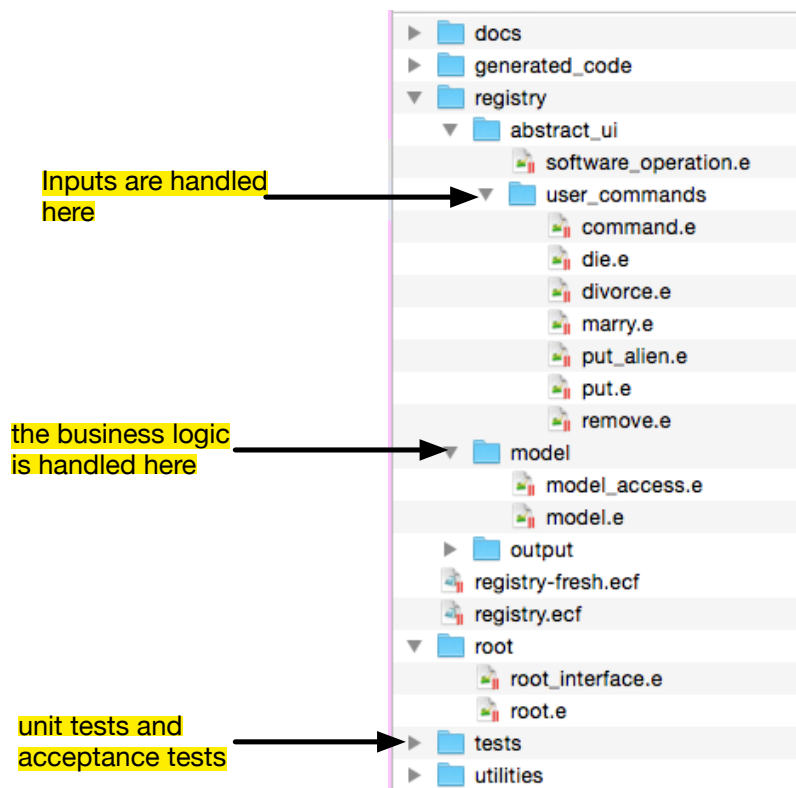 docs
generated_code
registry
abstract_ui
software_operation.e
Inputs are handled
here
user_commands
command.e
die.e
divorce.e
marry.e
put_alien.e
put.e
remove.e
the business logic
is handled here
model
model_access.e
model.e
output
registry-fresh.ecf
registry.ecf
root
root_interface.e
root.e
unit tests and
acceptance tests
tests
utilities